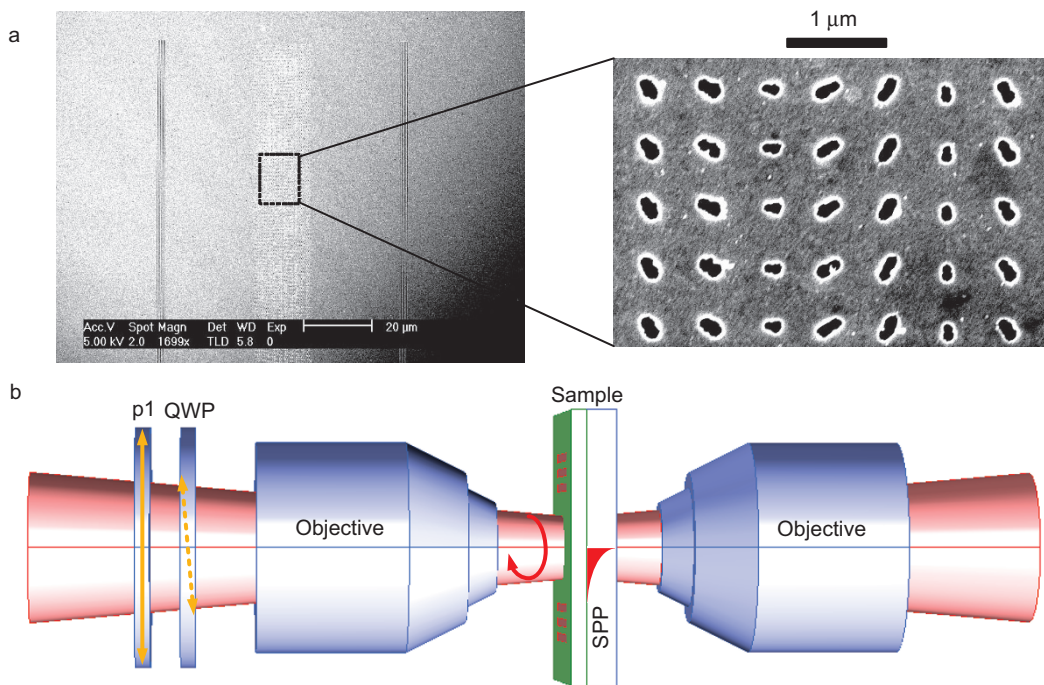 a
1 μm
Acc.V Spot Magn Det WD Exp 20 μm
5.00 kV 2.0 1699x TLD 5.8 0
b
p1 QWP
Sample
Objective
Objective
SPP